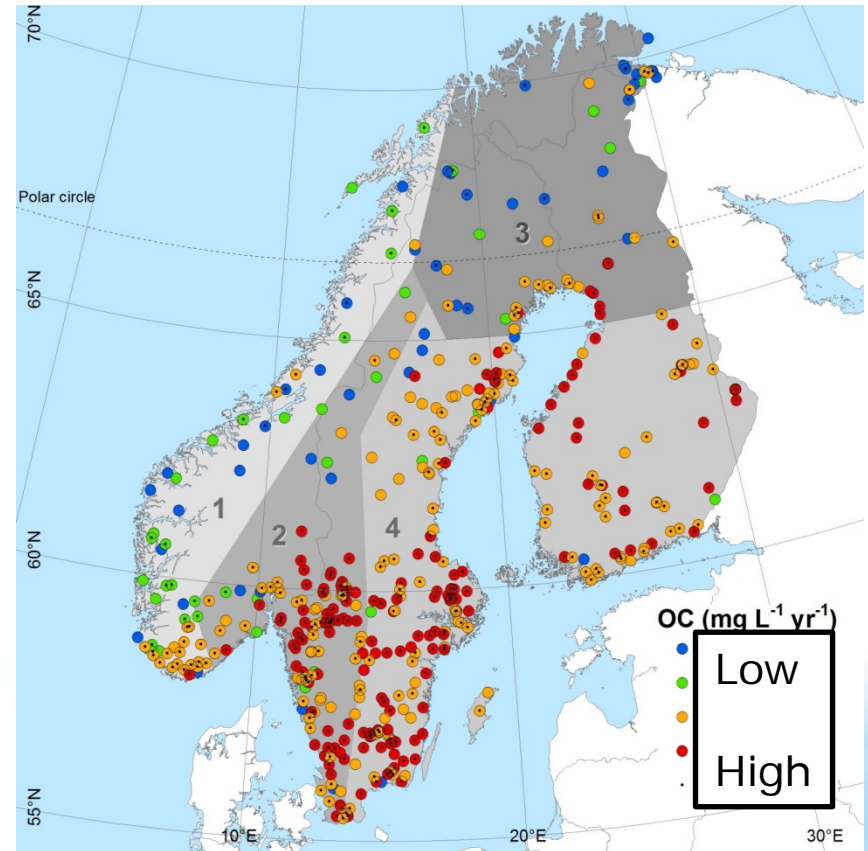 70°N
Polar circle
65°N
60°N
55°N
3
1
2
4
OC (mg L-1 yr-1)
Low
High
10°E
20°E
30°E